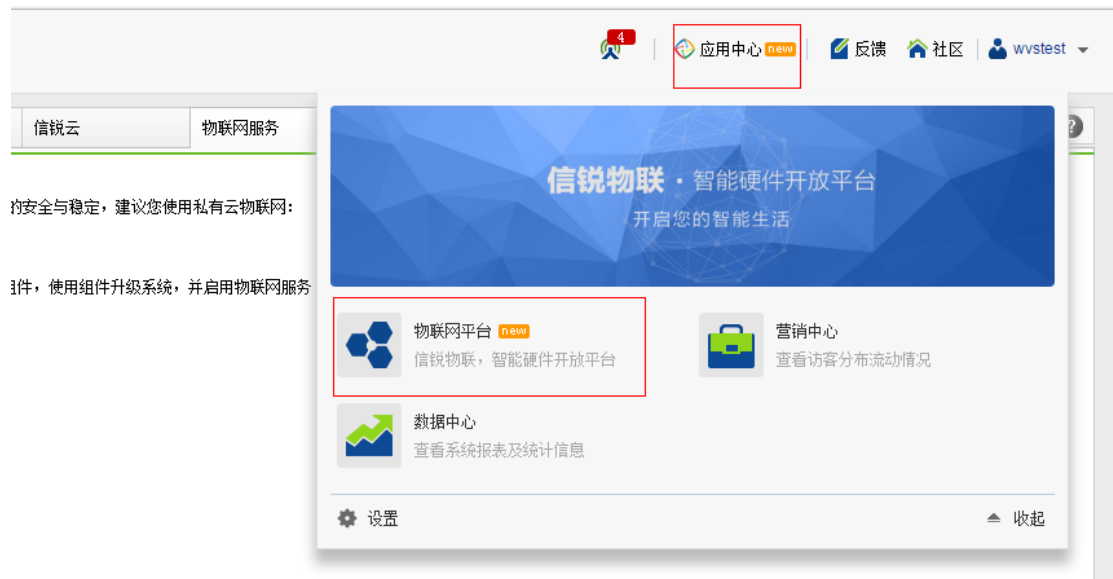 4
应用中心 new
反馈
社区
wvstest
信锐云
物联网服务
?
信锐物联·智能硬件开放平台
开启您的智能生活
的安全与稳定，建议您使用私有云物联网：
组件，使用组件升级系统，并启用物联网服务
物联网平台 new
信锐物联，智能硬件开放平台
营销中心
查看访客分布流动情况
数据中心
查看系统报表及统计信息
设置
收起